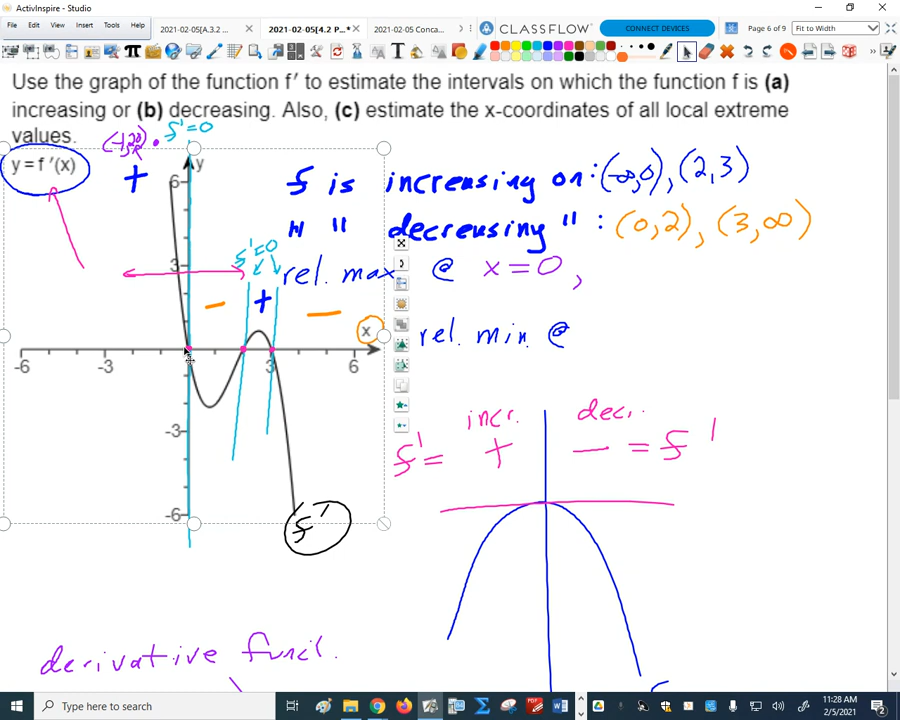 ActivInspire - Studio
File Edit View Insert Tools Help
2021-02-05[A.3.2 ...
2021-02-05[4.2 P...*
2021-02-05 Conca...
CLASSFLOW
CONNECT DEVICES
Page 6 of 9
Fit to Width
Use the graph of the function f′ to estimate the intervals on which the function f is (a)
increasing or (b) decreasing. Also, (c) estimate the x-coordinates of all local extreme
values.
f'=0
y = f ′(x)
+
y
6
f is increasing on: (-∞,0), (2,3)
" " decreasing " : (0,2), (3,∞)
f'=0
3
rel. max @ x=0,
- + -
x
rel. min. @
-6 -3 3 6
-3
incr. decr.
f' = + - = f'
-6
f'
derivative funct.
f
Type here to search
11:28 AM
2/5/2021
2